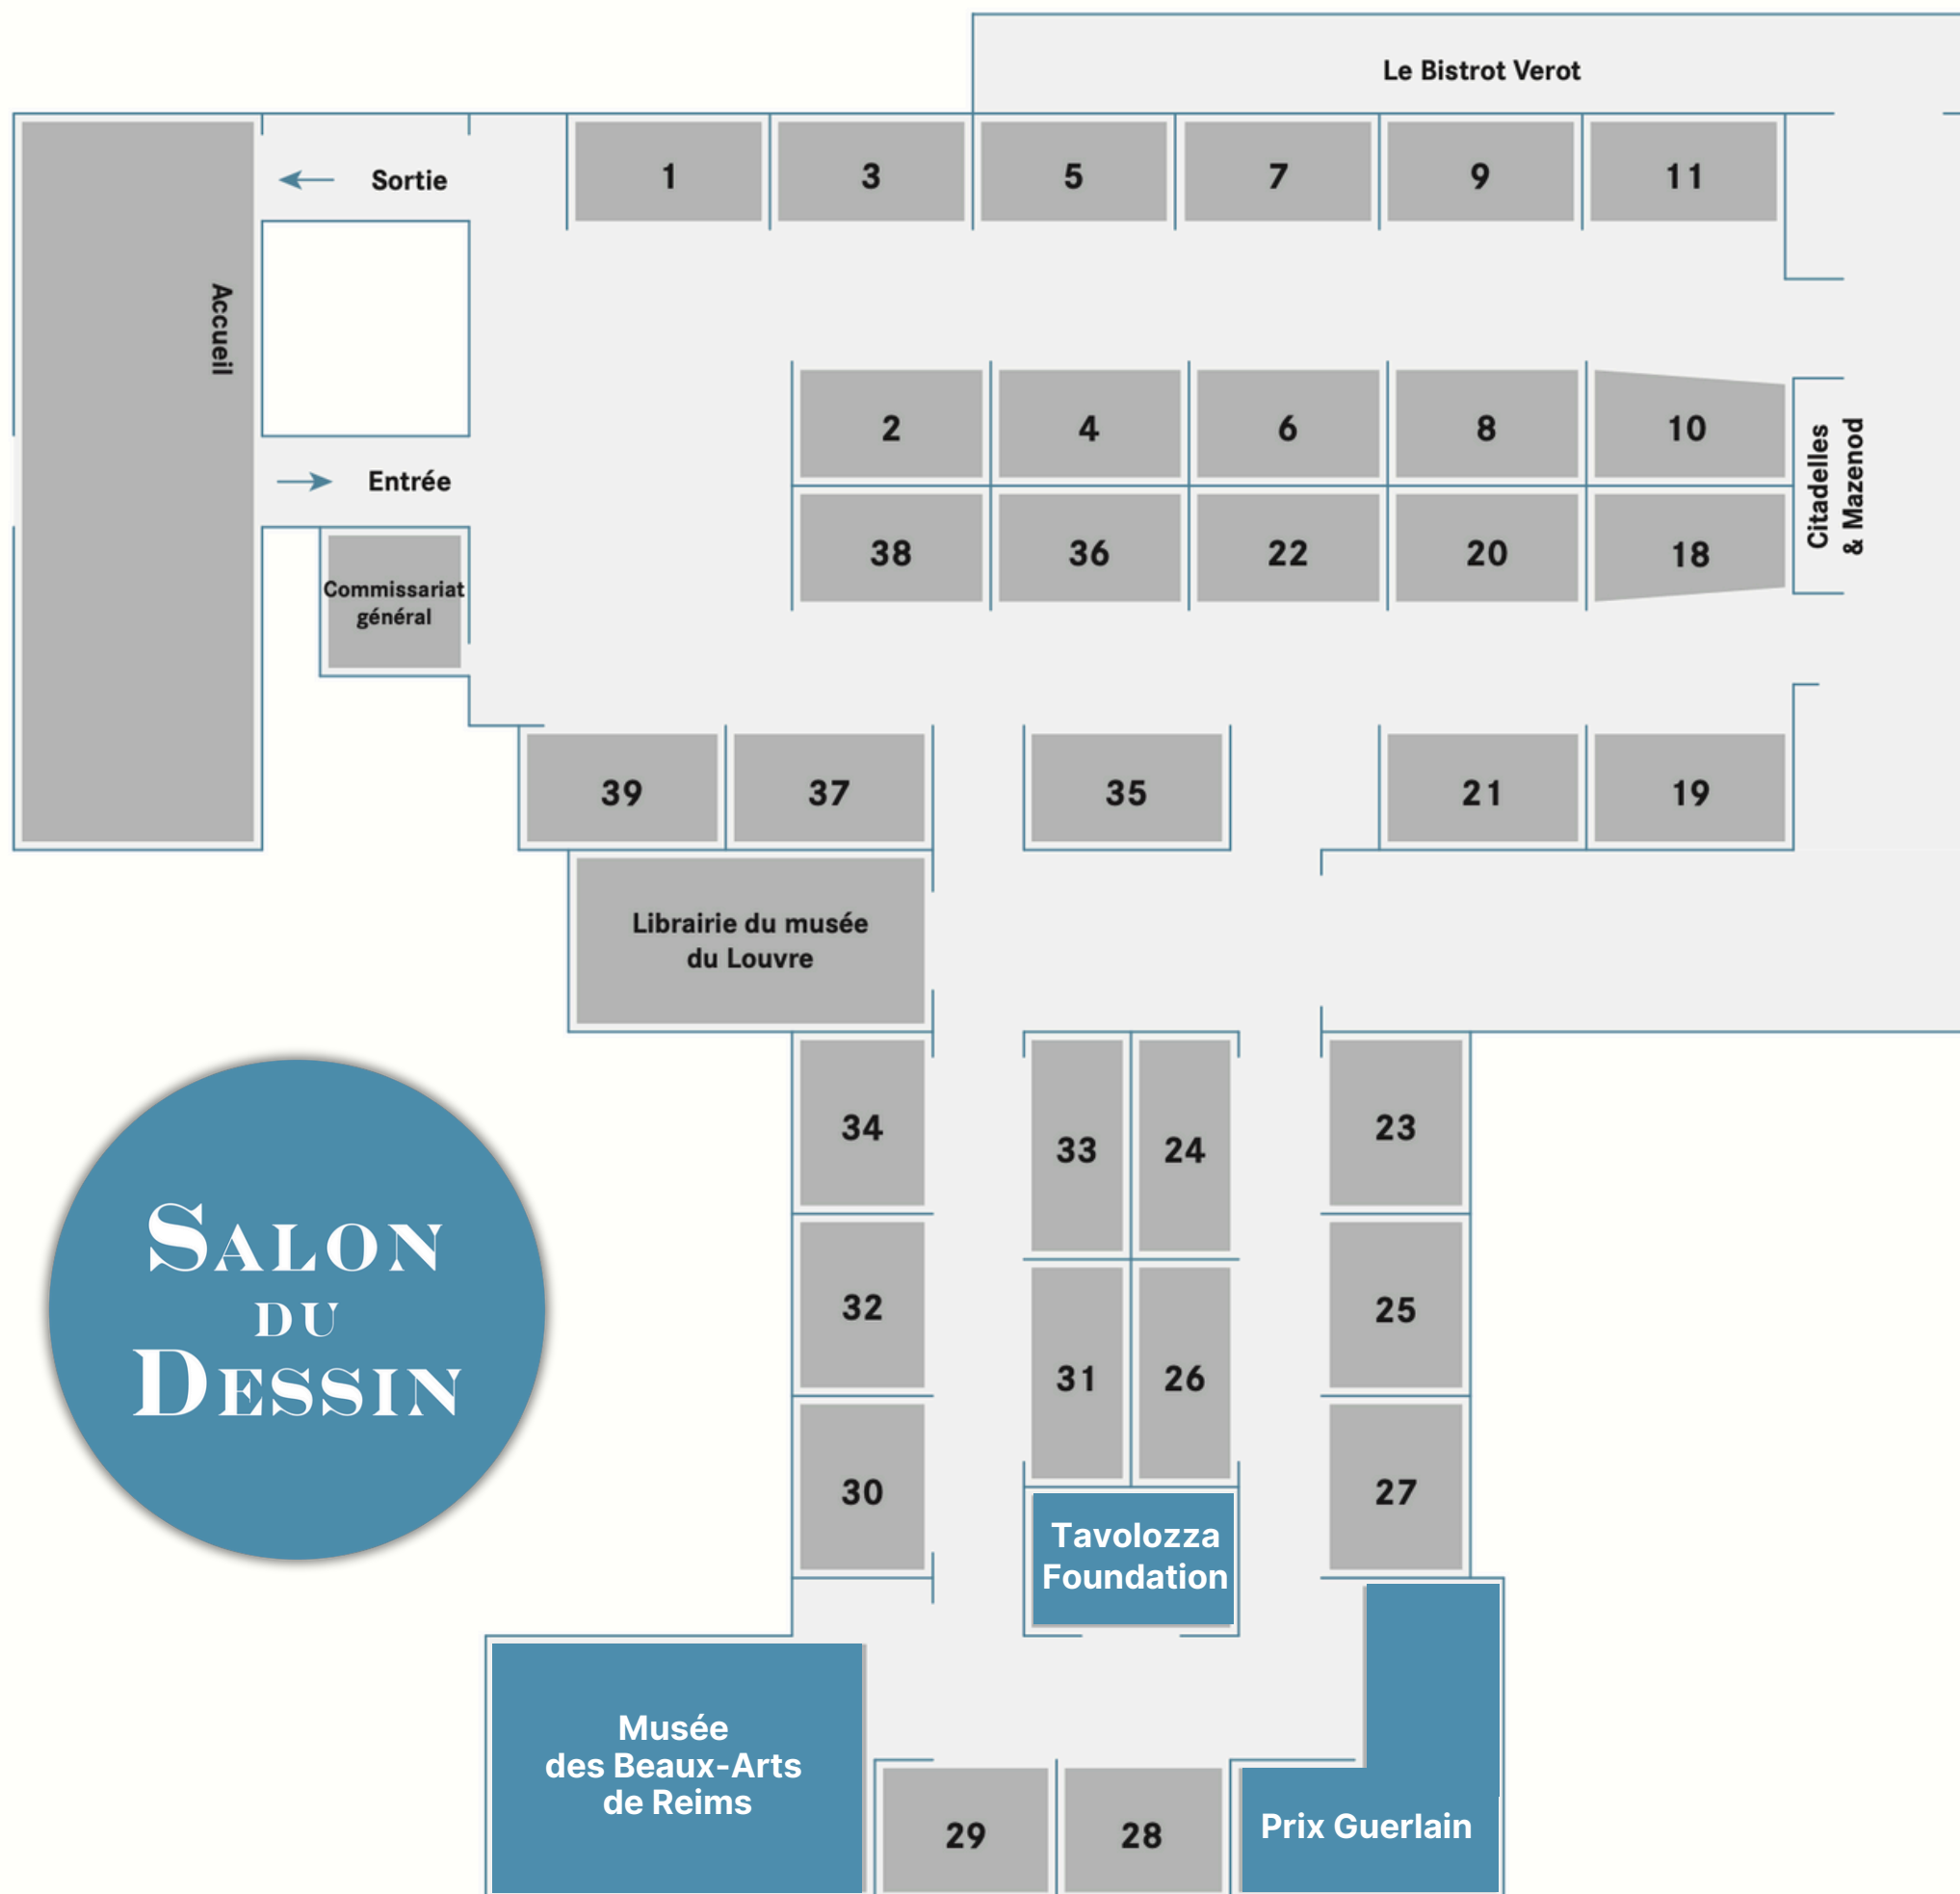 Le Bistrot Verot
Sortie
1
3
5
7
9
11
Accueil
Entrée
2
4
6
8
10
Citadelles
& Mazenod
38
36
22
20
18
Commissariat
général
39
37
35
21
19
Librairie du musée
du Louvre
34
33
24
23
32
31
26
25
30
27
SALON
DU
DESSIN
Tavolozza
Foundation
Musée
des Beaux-Arts
de Reims
29
28
Prix Guerlain